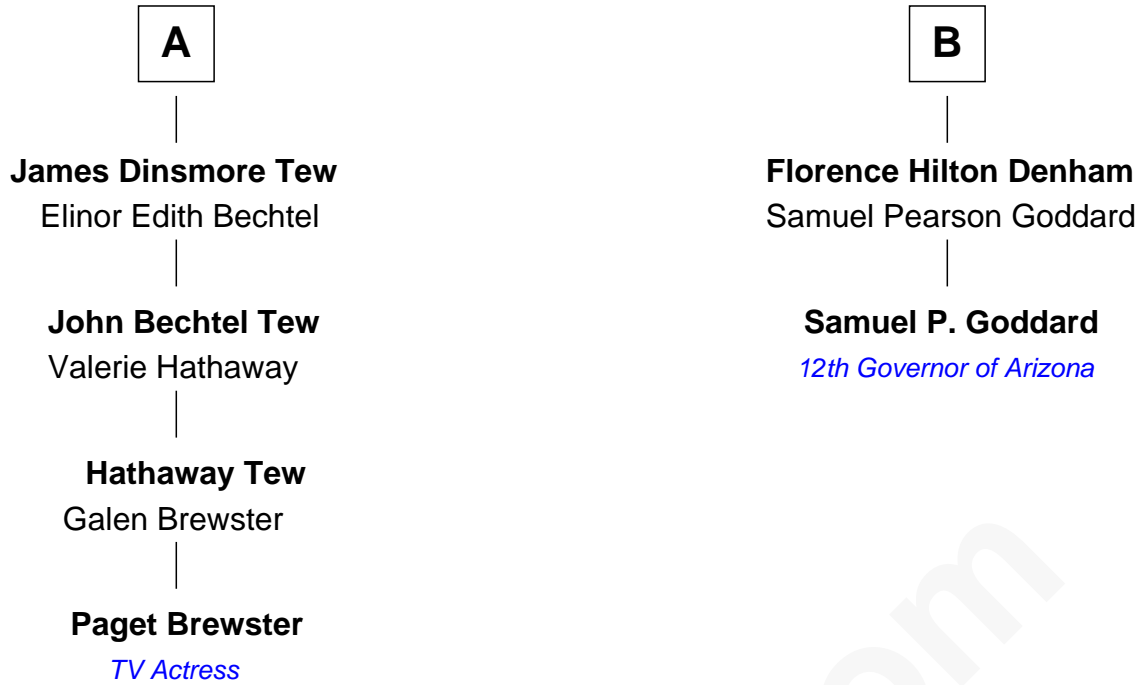 A
James Dinsmore Tew
Elinor Edith Bechtel
John Bechtel Tew
Valerie Hathaway
Hathaway Tew
Galen Brewster
Paget Brewster
TV Actress
B
Florence Hilton Denham
Samuel Pearson Goddard
Samuel P. Goddard
12th Governor of Arizona
om